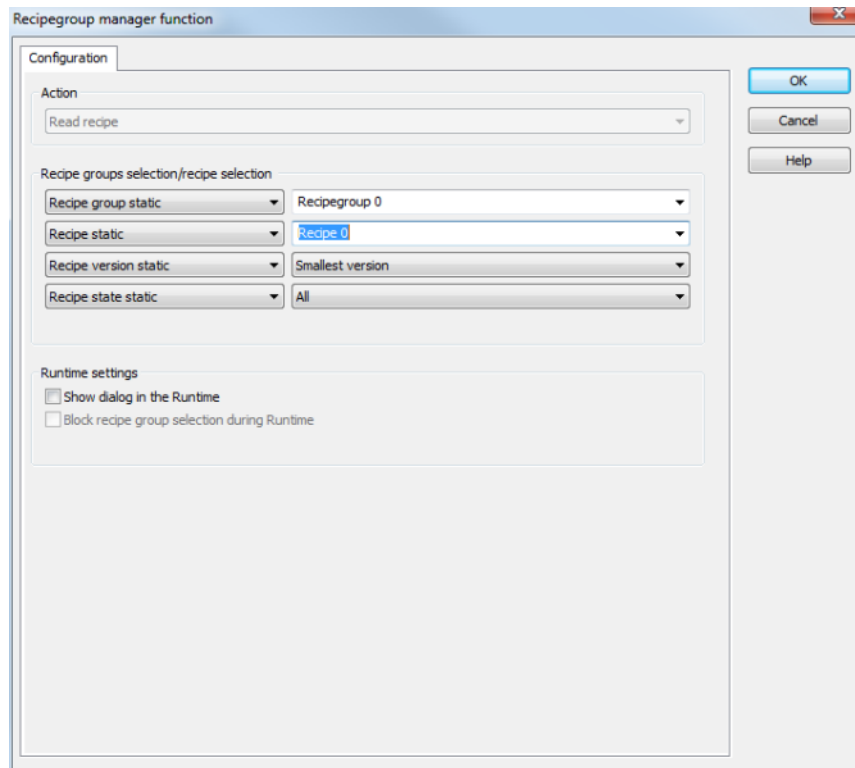 Recipegroup manager function
Configuration
OK
Action
Read recipe
Cancel
Help
Recipe groups selection/recipe selection
Recipe group static Recipegroup 0
Recipe static Recipe 0
Recipe version static Smallest version
Recipe state static All
Runtime settings
Show dialog in the Runtime
Block recipe group selection during Runtime